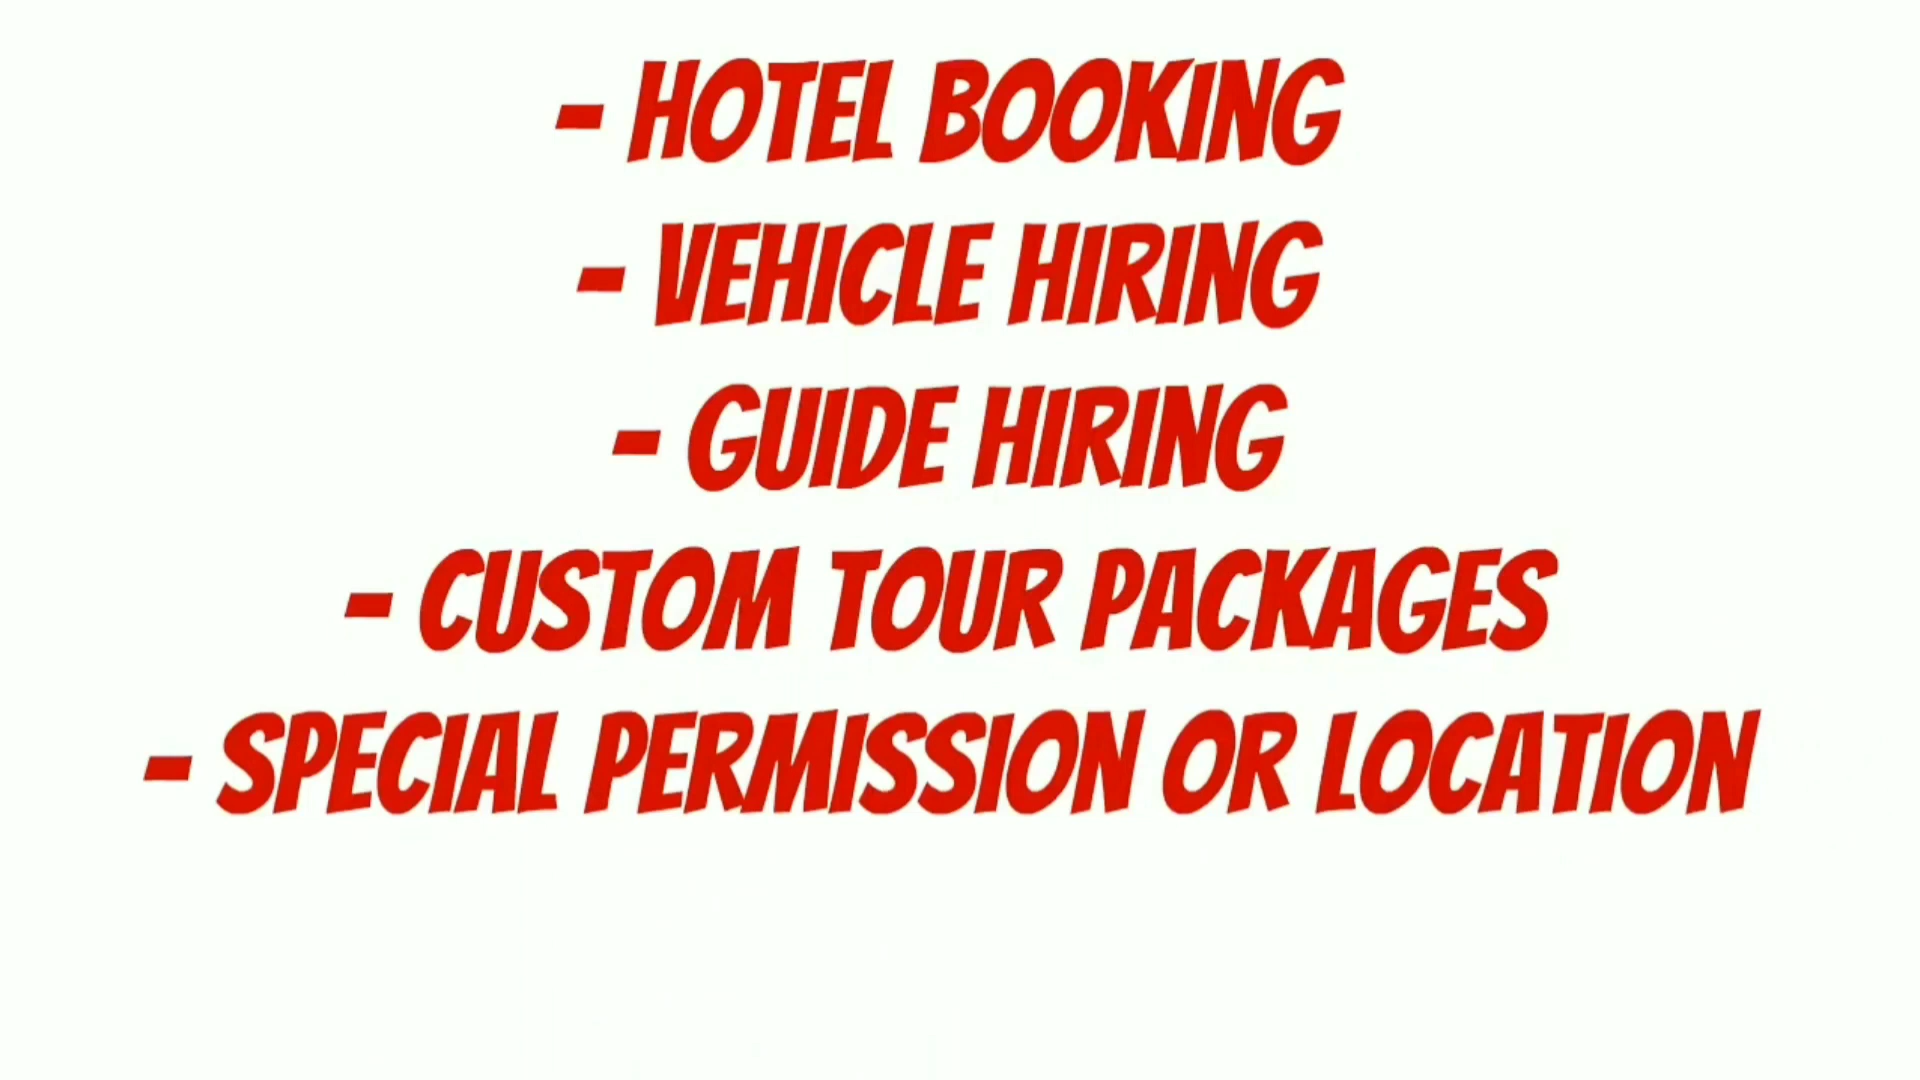 - HOTEL BOOKING
- VEHICLE HIRING
- GUIDE HIRING
- CUSTOM TOUR PACKAGES
- SPECIAL PERMISSION OR LOCATION